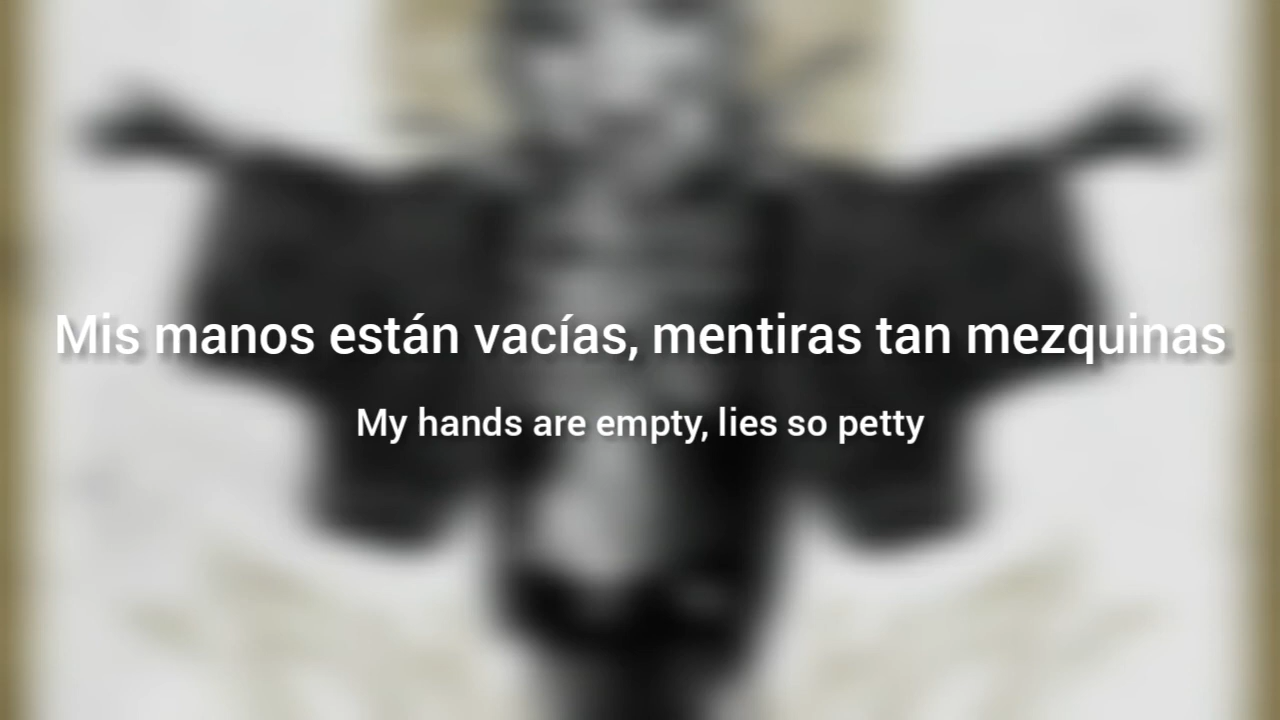 Mis manos están vacías, mentiras tan mezquinas
My hands are empty, lies so petty